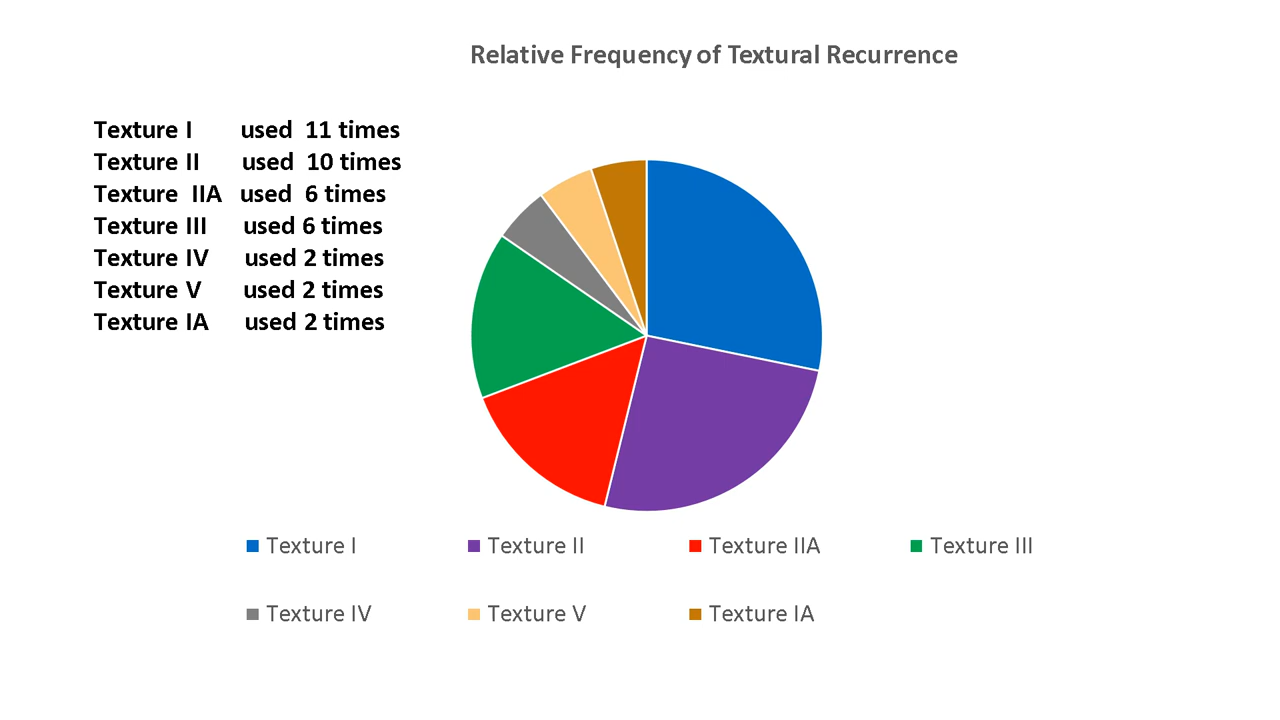 Relative Frequency of Textural Recurrence
Texture I used 11 times
Texture II used 10 times
Texture IIA used 6 times
Texture III used 6 times
Texture IV used 2 times
Texture V used 2 times
Texture IA used 2 times
Texture I Texture II Texture IIA Texture III
Texture IV Texture V Texture IA